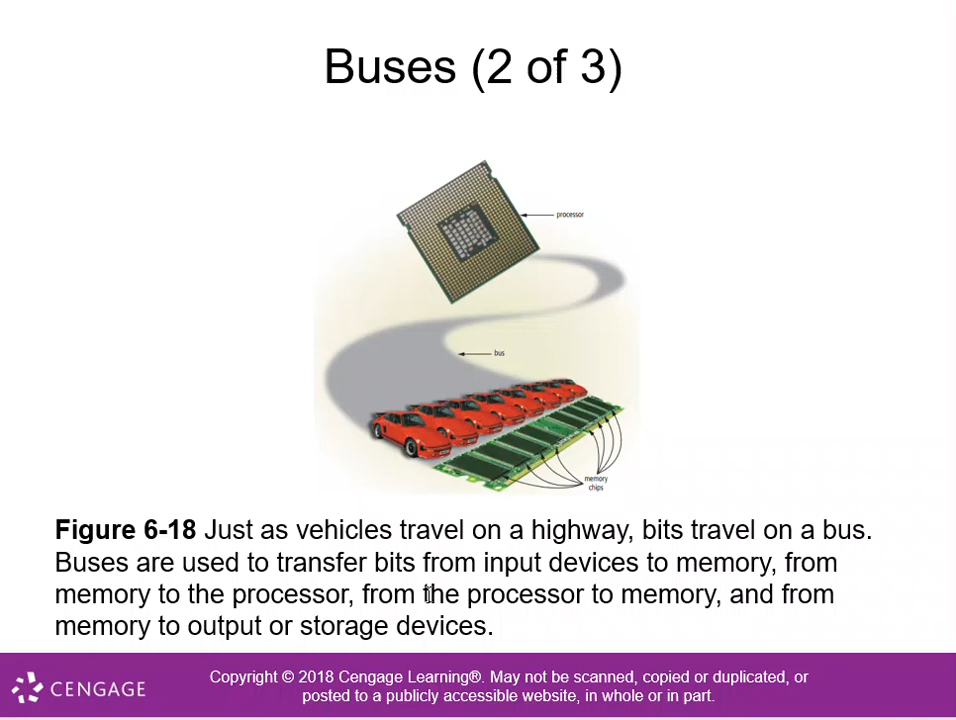 Buses (2 of 3)
processor
bus
memory
chips
Figure 6-18 Just as vehicles travel on a highway, bits travel on a bus.
Buses are used to transfer bits from input devices to memory, from
memory to the processor, from the processor to memory, and from
memory to output or storage devices.
CENGAGE
Copyright © 2018 Cengage Learning®. May not be scanned, copied or duplicated, or
posted to a publicly accessible website, in whole or in part.